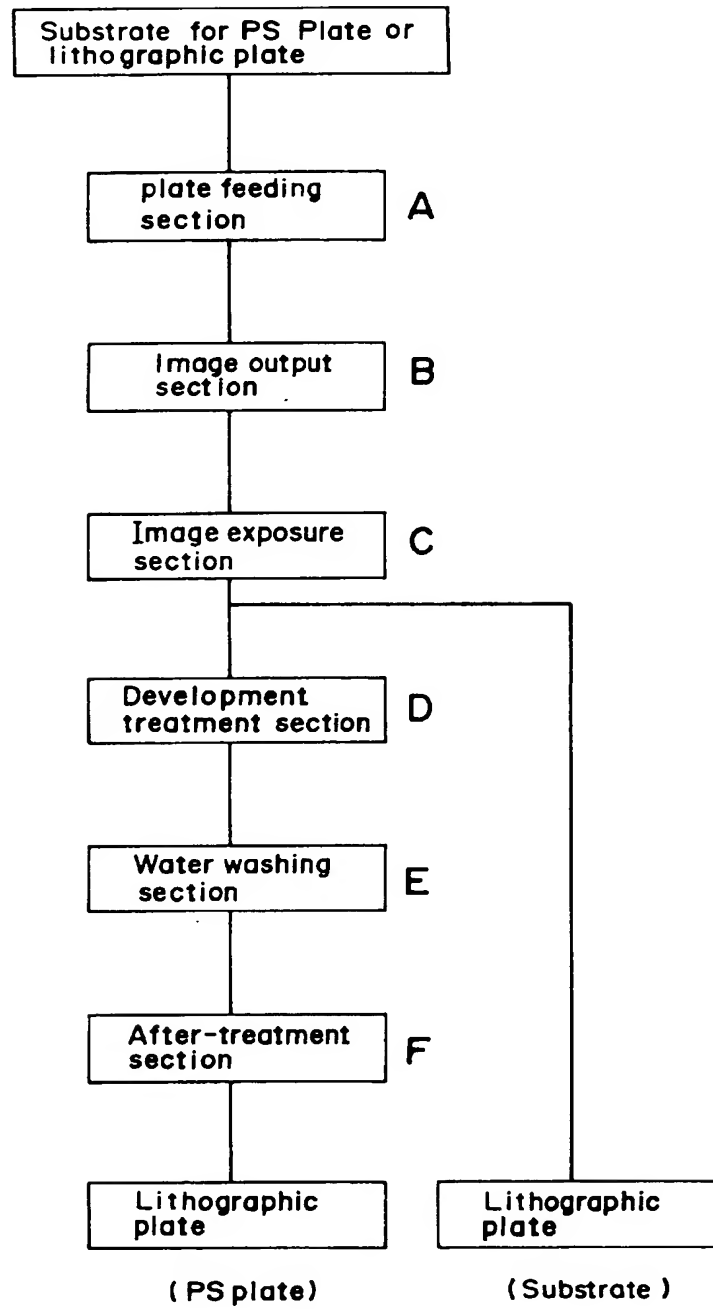 Substrate for PS Plate or
lithographic plate
plate feeding
section
A
Image output
section
B
Image exposure
section
C
Development
treatment section
D
Water washing
section
E
After-treatment
section
F
Lithographic
plate
Lithographic
plate
(PS plate)
(Substrate)